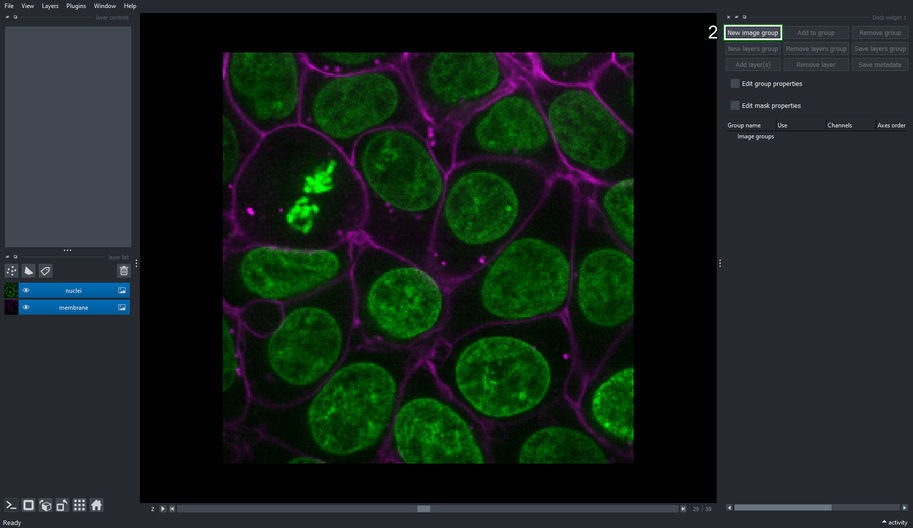 File View Layers Plugins Window Help
layer controls
layer list
nuclei
membrane
Z
29 | 59
Ready
activity
2
Dock widget 1
New image group Add to group Remove group
New layers group Remove layers group Save layers group
Add layer(s) Remove layer Save metadata
Edit group properties
Edit mask properties
Group name Use Channels Axes order
Image groups